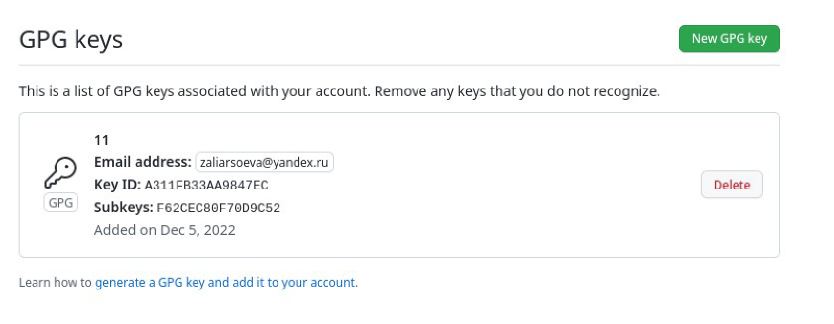 GPG keys
New GPG key
This is a list of GPG keys associated with your account. Remove any keys that you do not recognize.
11
Email address: zaliarsoeva@yandex.ru
Key ID: A311FB33AA9847EC
GPG
Delete
Subkeys: F62CEC80F70D9C52
Added on Dec 5, 2022
Learn how to generate a GPG key and add it to your account.